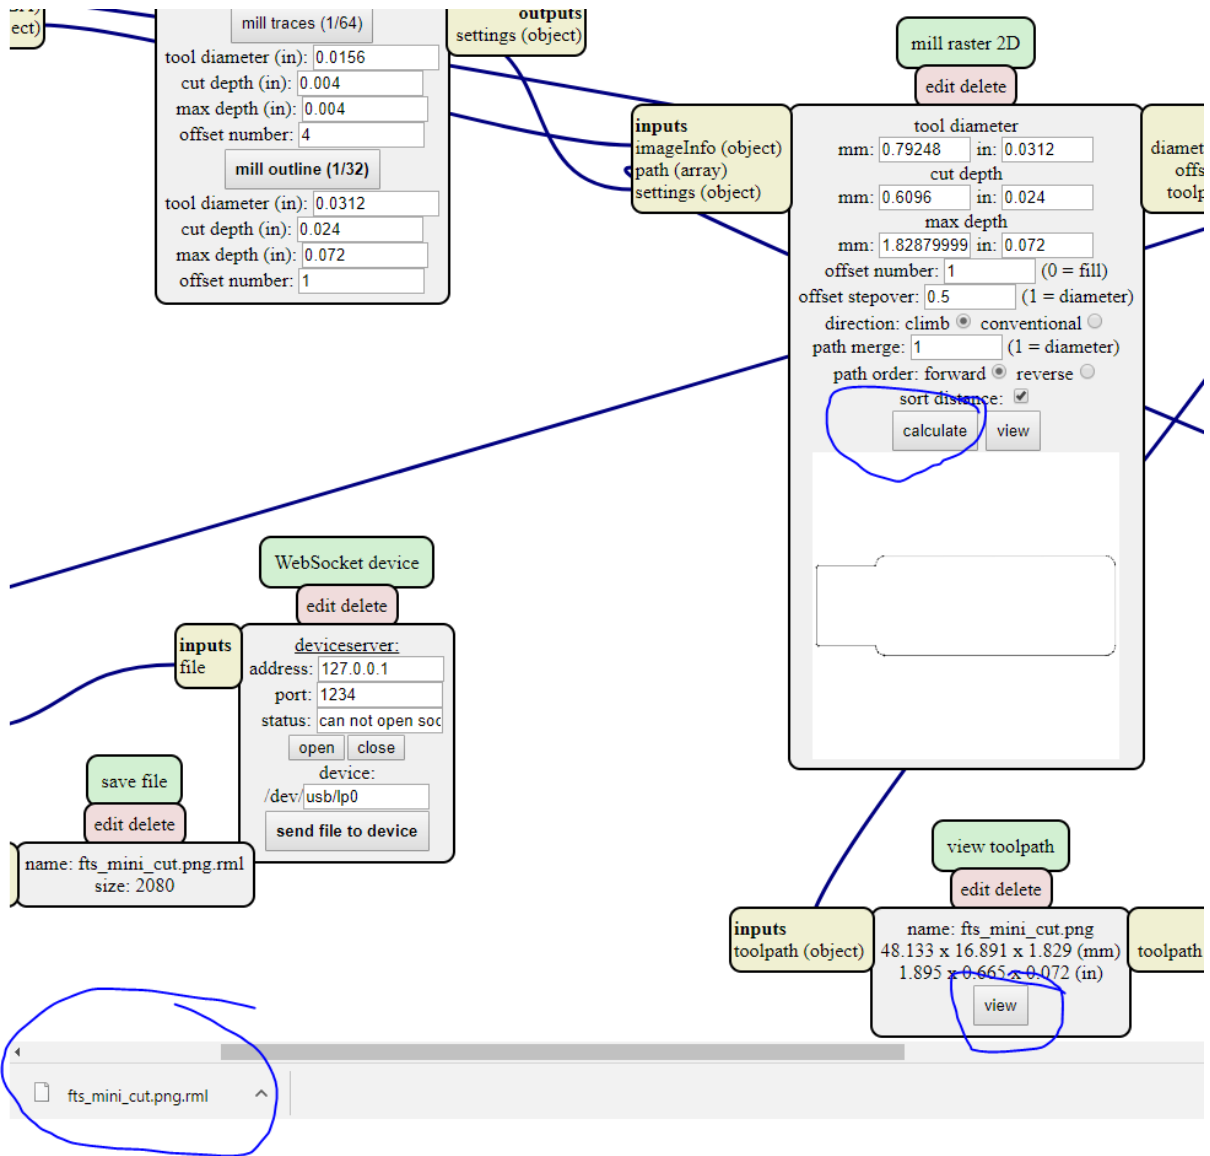 ect)
mill traces (1/64)
tool diameter (in): 0.0156
cut depth (in): 0.004
max depth (in): 0.004
offset number: 4
mill outline (1/32)
tool diameter (in): 0.0312
cut depth (in): 0.024
max depth (in): 0.072
offset number: 1
outputs
settings (object)
mill raster 2D
edit delete
inputs
imageInfo (object)
path (array)
settings (object)
tool diameter
mm: 0.79248 in: 0.0312
cut depth
mm: 0.6096 in: 0.024
max depth
mm: 1.82879999 in: 0.072
offset number: 1 (0 = fill)
offset stepover: 0.5 (1 = diameter)
direction: climb conventional
path merge: 1 (1 = diameter)
path order: forward reverse
sort distance:
calculate view
diamet
offs
toolp
WebSocket device
edit delete
inputs
file
deviceserver:
address: 127.0.0.1
port: 1234
status: can not open soc
open close
device:
/dev/ usb/lp0
send file to device
save file
edit delete
name: fts_mini_cut.png.rml
size: 2080
view toolpath
edit delete
inputs
toolpath (object)
name: fts_mini_cut.png
48.133 x 16.891 x 1.829 (mm)
1.895 x 0.665 x 0.072 (in)
view
toolpath
fts_mini_cut.png.rml